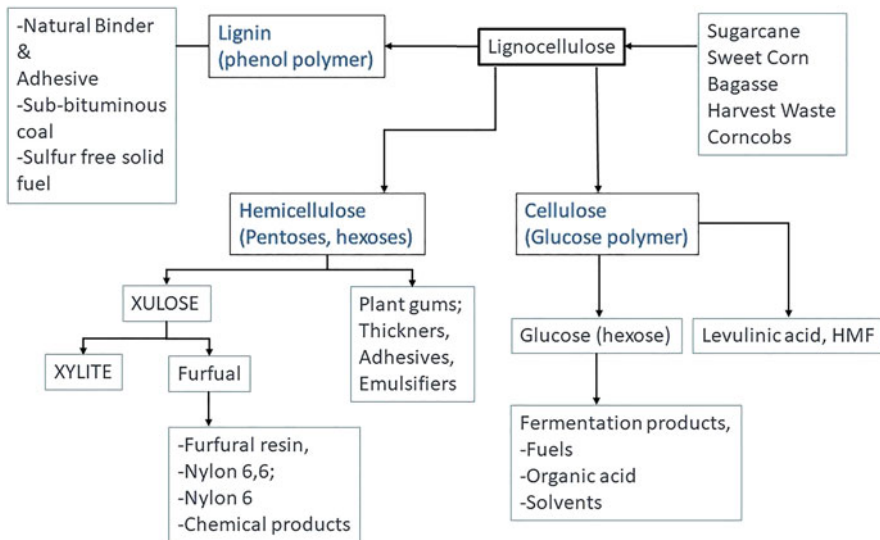 -Natural Binder
&
Adhesive
-Sub-bituminous
coal
-Sulfur free solid
fuel
Lignin
(phenol polymer)
Lignocellulose
Sugarcane
Sweet Corn
Bagasse
Harvest Waste
Corncobs
Hemicellulose
(Pentoses, hexoses)
Cellulose
(Glucose polymer)
XULOSE
Plant gums;
Thickners,
Adhesives,
Emulsifiers
Glucose (hexose)
Levulinic acid, HMF
XYLITE
Furfual
-Furfural resin,
-Nylon 6,6;
-Nylon 6
-Chemical products
Fermentation products,
-Fuels
-Organic acid
-Solvents